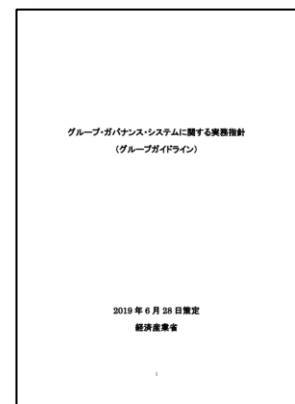 グループ・ガバナンス・システムに関する実務指針
（グループガイドライン）
2019 年 6 月 28 日策定
経済産業省